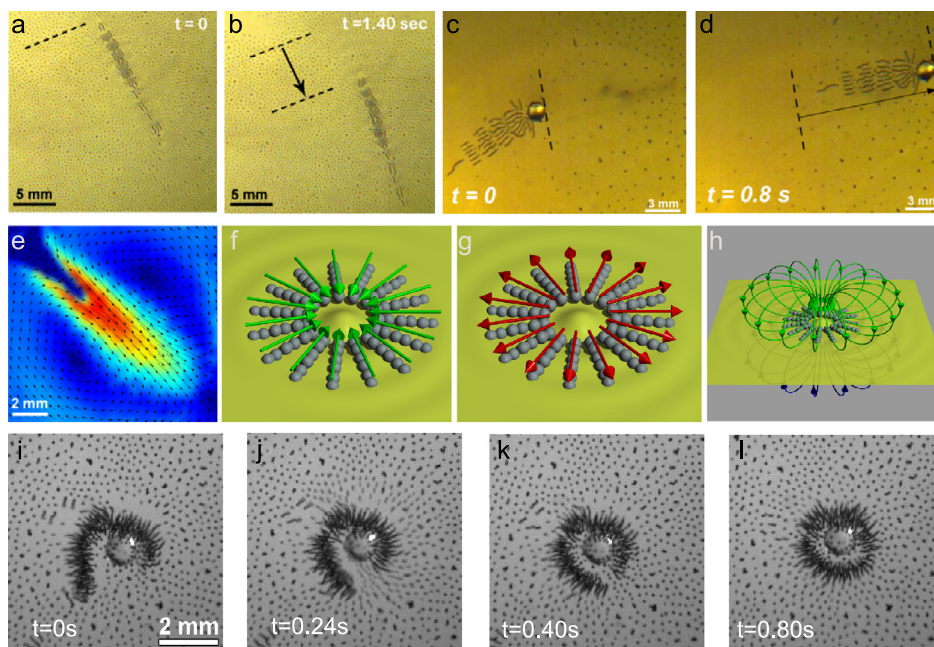 a
t = 0
5 mm
b
t =1.40 sec
5 mm
c
t = 0
3 mm
d
t = 0.8 s
3 mm
e
2 mm
f
g
h
i
t=0s
2 mm
j
t=0.24s
k
t=0.40s
l
t=0.80s